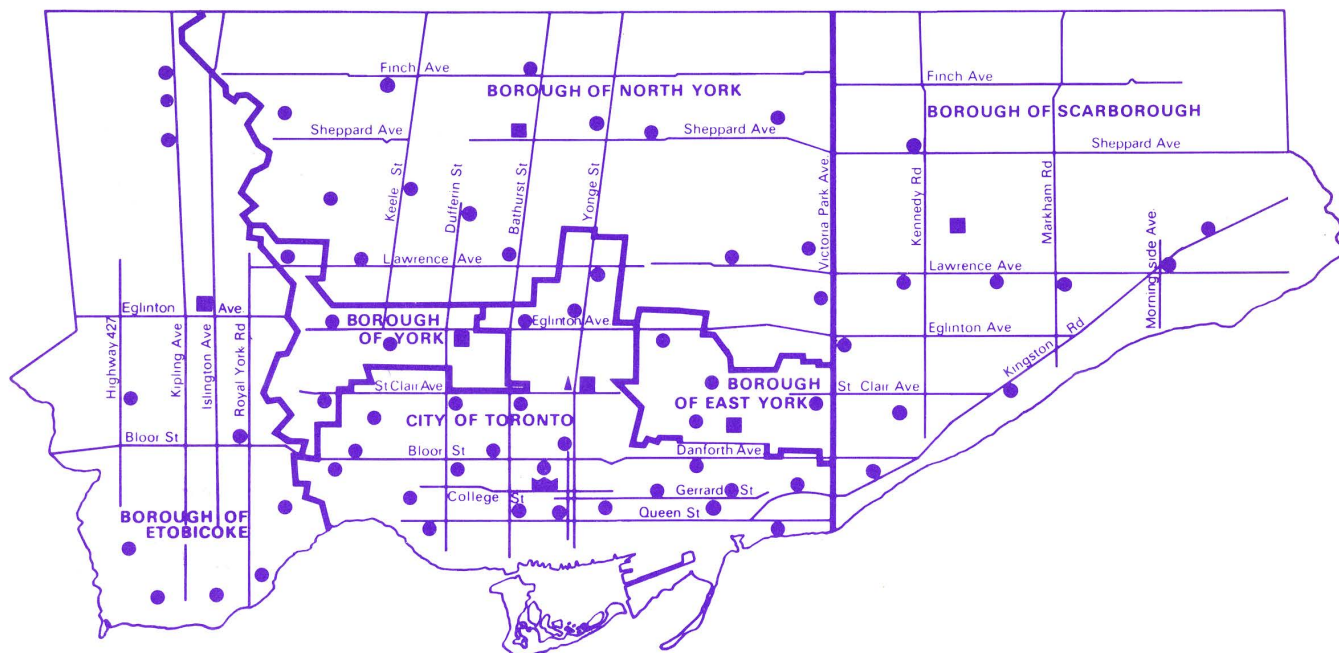 Finch Ave
Finch Ave
BOROUGH OF NORTH YORK
BOROUGH OF SCARBOROUGH
Sheppard Ave
Sheppard Ave
Sheppard Ave
Keele St
Dufferin St
Bathurst St
Yonge St
Victoria Park Ave.
Kennedy Rd
Markham Rd
Morningside Ave.
Lawrence Ave
Lawrence Ave
Eglinton Ave.
Highway 427
Kipling Ave
Islington Ave
Royal York Rd
BOROUGH
OF YORK
Eglinton Ave
Eglinton Ave
Kingston Rd
St Clair Ave
BOROUGH
OF EAST YORK
St Clair Ave
CITY OF TORONTO
Bloor St
Bloor St
Danforth Ave
College St
Gerrard St
Queen St
BOROUGH OF
ETOBICOKE